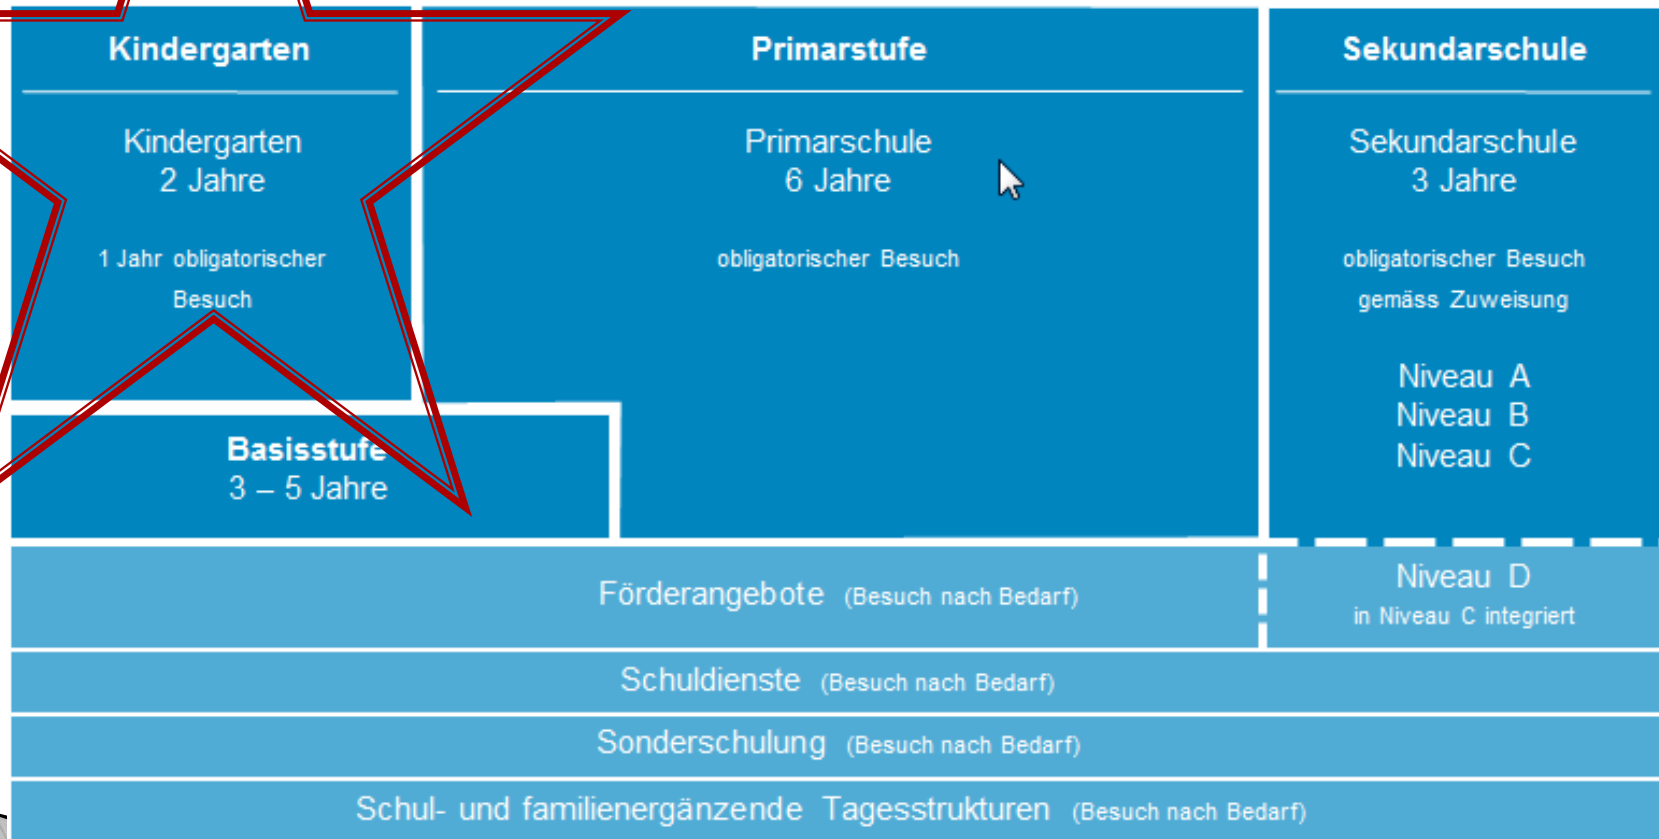 Kindergarten
Kindergarten
2 Jahre
1 Jahr obligatorischer
Besuch
Primarstufe
Primarschule
6 Jahre
obligatorischer Besuch
Sekundarschule
Sekundarschule
3 Jahre
obligatorischer Besuch
gemäss Zuweisung
Niveau A
Niveau B
Niveau C
Basisstufe
3 – 5 Jahre
Förderangebote (Besuch nach Bedarf)
Niveau D
in Niveau C integriert
Schuldienste (Besuch nach Bedarf)
Sonderschulung (Besuch nach Bedarf)
Schul- und familienergänzende Tagesstrukturen (Besuch nach Bedarf)